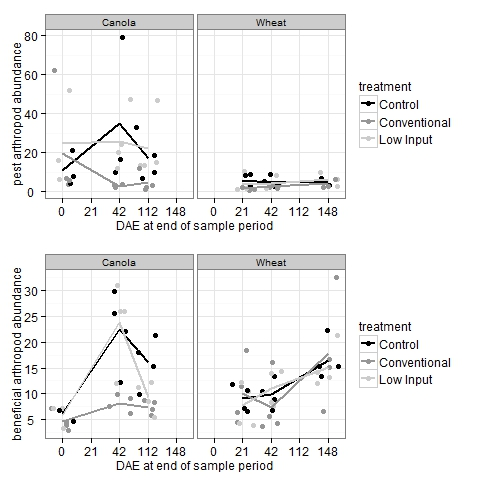 Canola Wheat
80
60
40
20
0
pest arthropod abundance
0 21 42 112 148 0 21 42 112 148
DAE at end of sample period
treatment
Control
Conventional
Low Input
Canola Wheat
30
25
20
15
10
5
beneficial arthropod abundance
0 21 42 112 148 0 21 42 112 148
DAE at end of sample period
treatment
Control
Conventional
Low Input